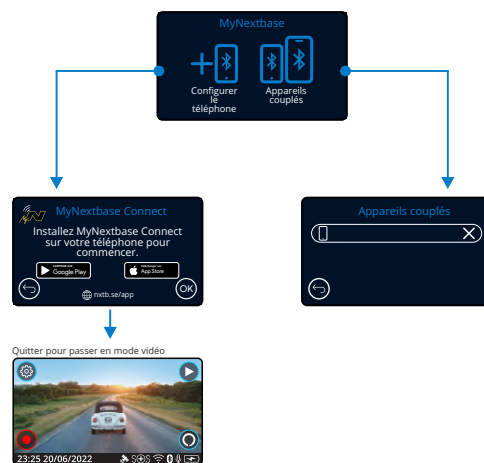 MyNextbase
Configurer
le
téléphone
Appareils
couplés
MyNextbase Connect
Installez MyNextbase Connect
sur votre téléphone pour
commencer.
Google Play
App Store
nxtb.se/app
OK
Appareils couplés
Quitter pour passer en mode vidéo
23:25 20/06/2022
SOS